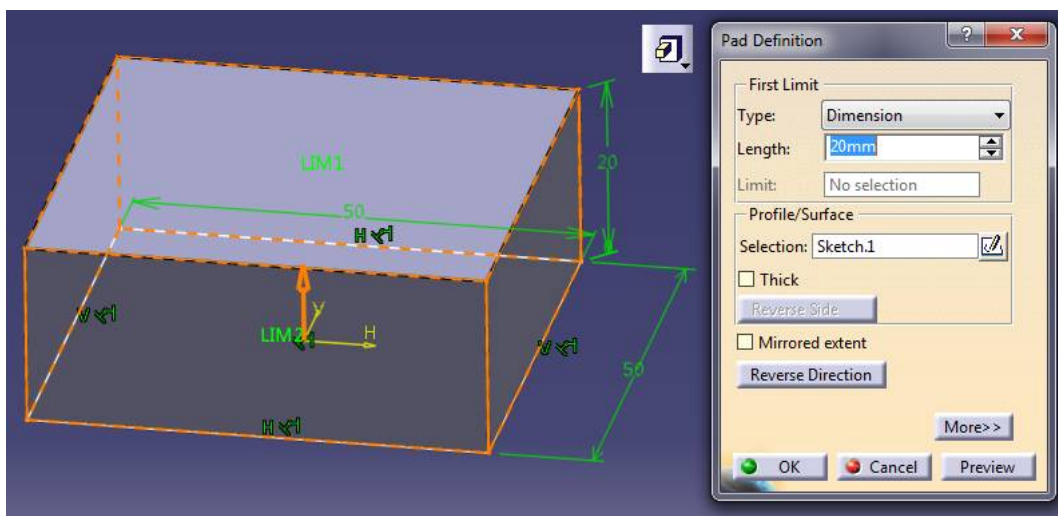 LIM1
20
50
H
V
V
H
LIM2
V
50
H
Pad Definition
First Limit
Type: Dimension
Length: 20mm
Limit: No selection
Profile/Surface
Selection: Sketch.1
Thick
Reverse Side
Mirrored extent
Reverse Direction
More>>
OK Cancel Preview